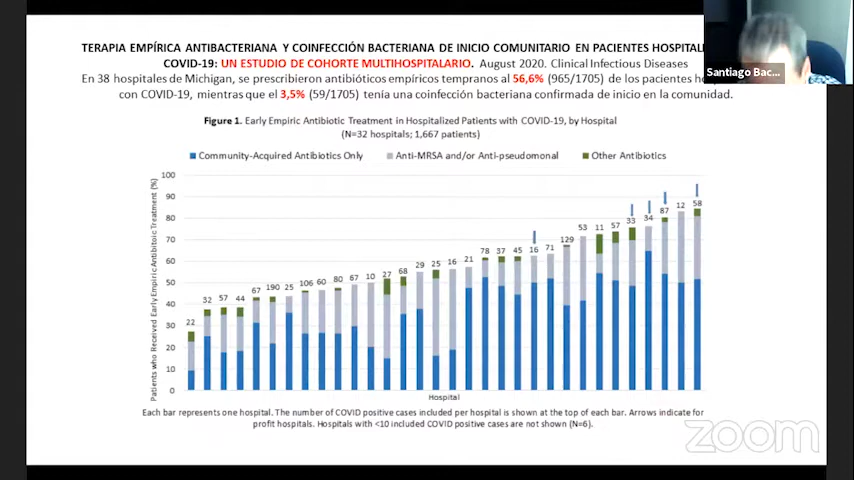 TERAPIA EMPÍRICA ANTIBACTERIANA Y COINFECCIÓN BACTERIANA DE INICIO COMUNITARIO EN PACIENTES HOSPITAL
COVID-19: UN ESTUDIO DE COHORTE MULTIHOSPITALARIO. August 2020. Clinical Infectious Diseases
En 38 hospitales de Michigan, se prescribieron antibióticos empíricos tempranos al 56,6% (965/1705) de los pacientes
con COVID-19, mientras que el 3,5% (59/1705) tenía una coinfección bacteriana confirmada de inicio en la comunidad.
Santiago Bac...
Figure 1. Early Empiric Antibiotic Treatment in Hospitalized Patients with COVID-19, by Hospital
(N=32 hospitals; 1,667 patients)
Community-Acquired Antibiotics Only Anti-MRSA and/or Anti-pseudomonal Other Antibiotics
Patients who Received Early Empiric Antibiotic Treatment (%)
100
90
80
70
60
50
40
30
20
10
0
22 32 57 44 67 190 25 106 60 80 67 10 27 68 29 25 16 21 78 37 45 16 71 129 53 11 57 33 34 87 12 58
Hospital
Each bar represents one hospital. The number of COVID positive cases included per hospital is shown at the top of each bar. Arrows indicate for
profit hospitals. Hospitals with <10 included COVID positive cases are not shown (N=6).
zoom